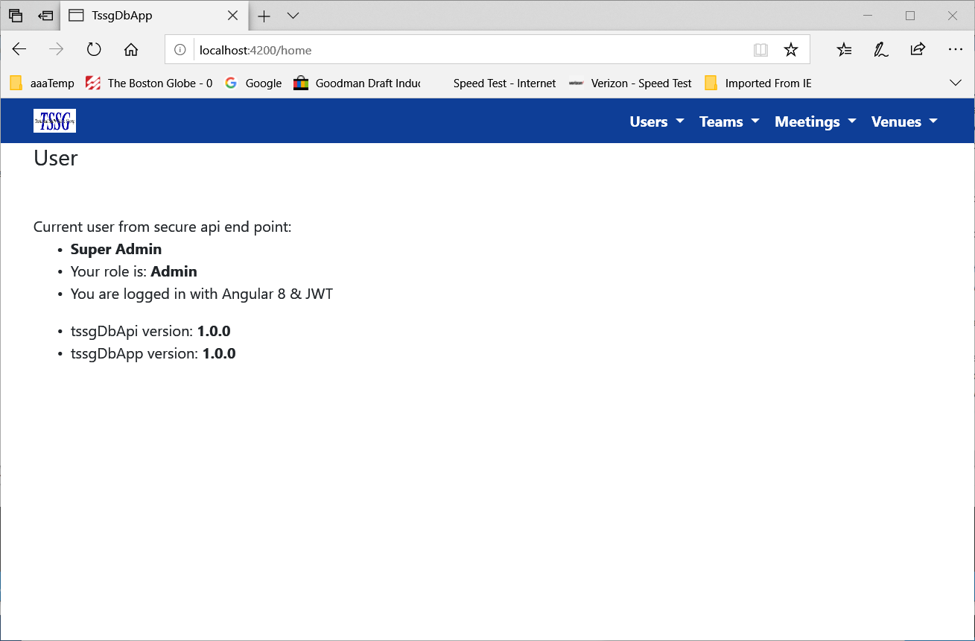 TssgDbApp
localhost:4200/home
aaaTemp The Boston Globe - 0 Google Goodman Draft Indu Speed Test - Internet Verizon - Speed Test Imported From IE
TSSG Users Teams Meetings Venues
User
Current user from secure api end point:
• Super Admin
• Your role is: Admin
• You are logged in with Angular 8 & JWT
• tssgDbApi version: 1.0.0
• tssgDbApp version: 1.0.0